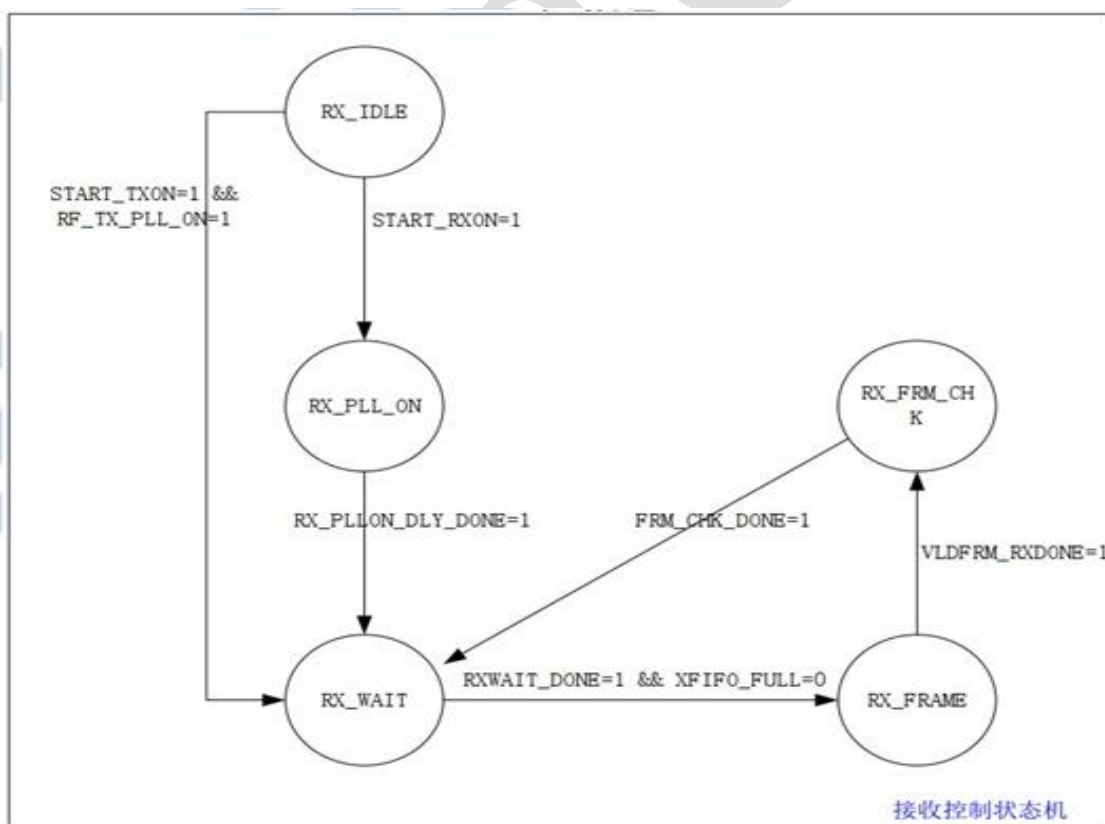 RX_IDLE
START_TXON=1 &&
RF_TX_PLL_ON=1
START_RXON=1
RX_PLL_ON
RX_FRM_CH
K
RX_PLLON_DLY_DONE=1
FRM_CHK_DONE=1
VLDFRM_RXDONE=1
RX_WAIT
RXWAIT_DONE=1 && XFIFO_FULL=0
RX_FRAME
接收控制状态机